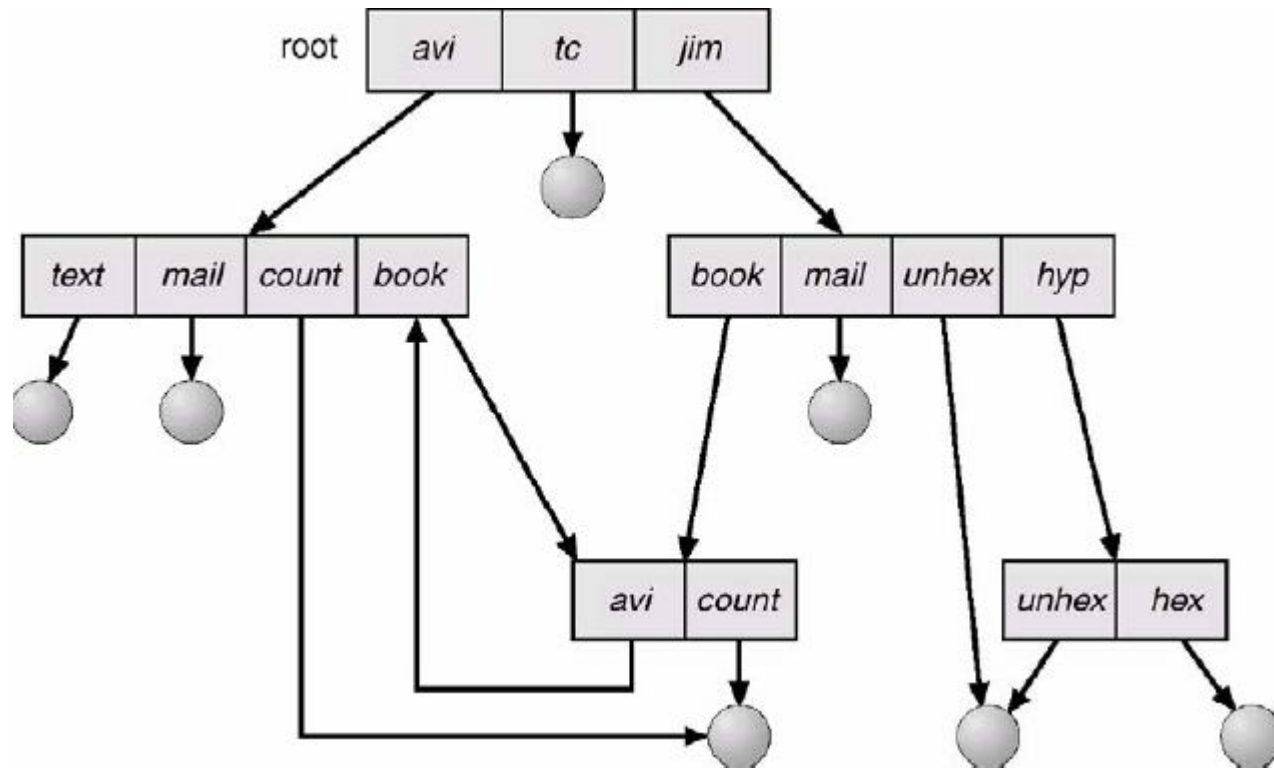 root avi tc jim
text mail count book book mail unhex hyp
avi count unhex hex